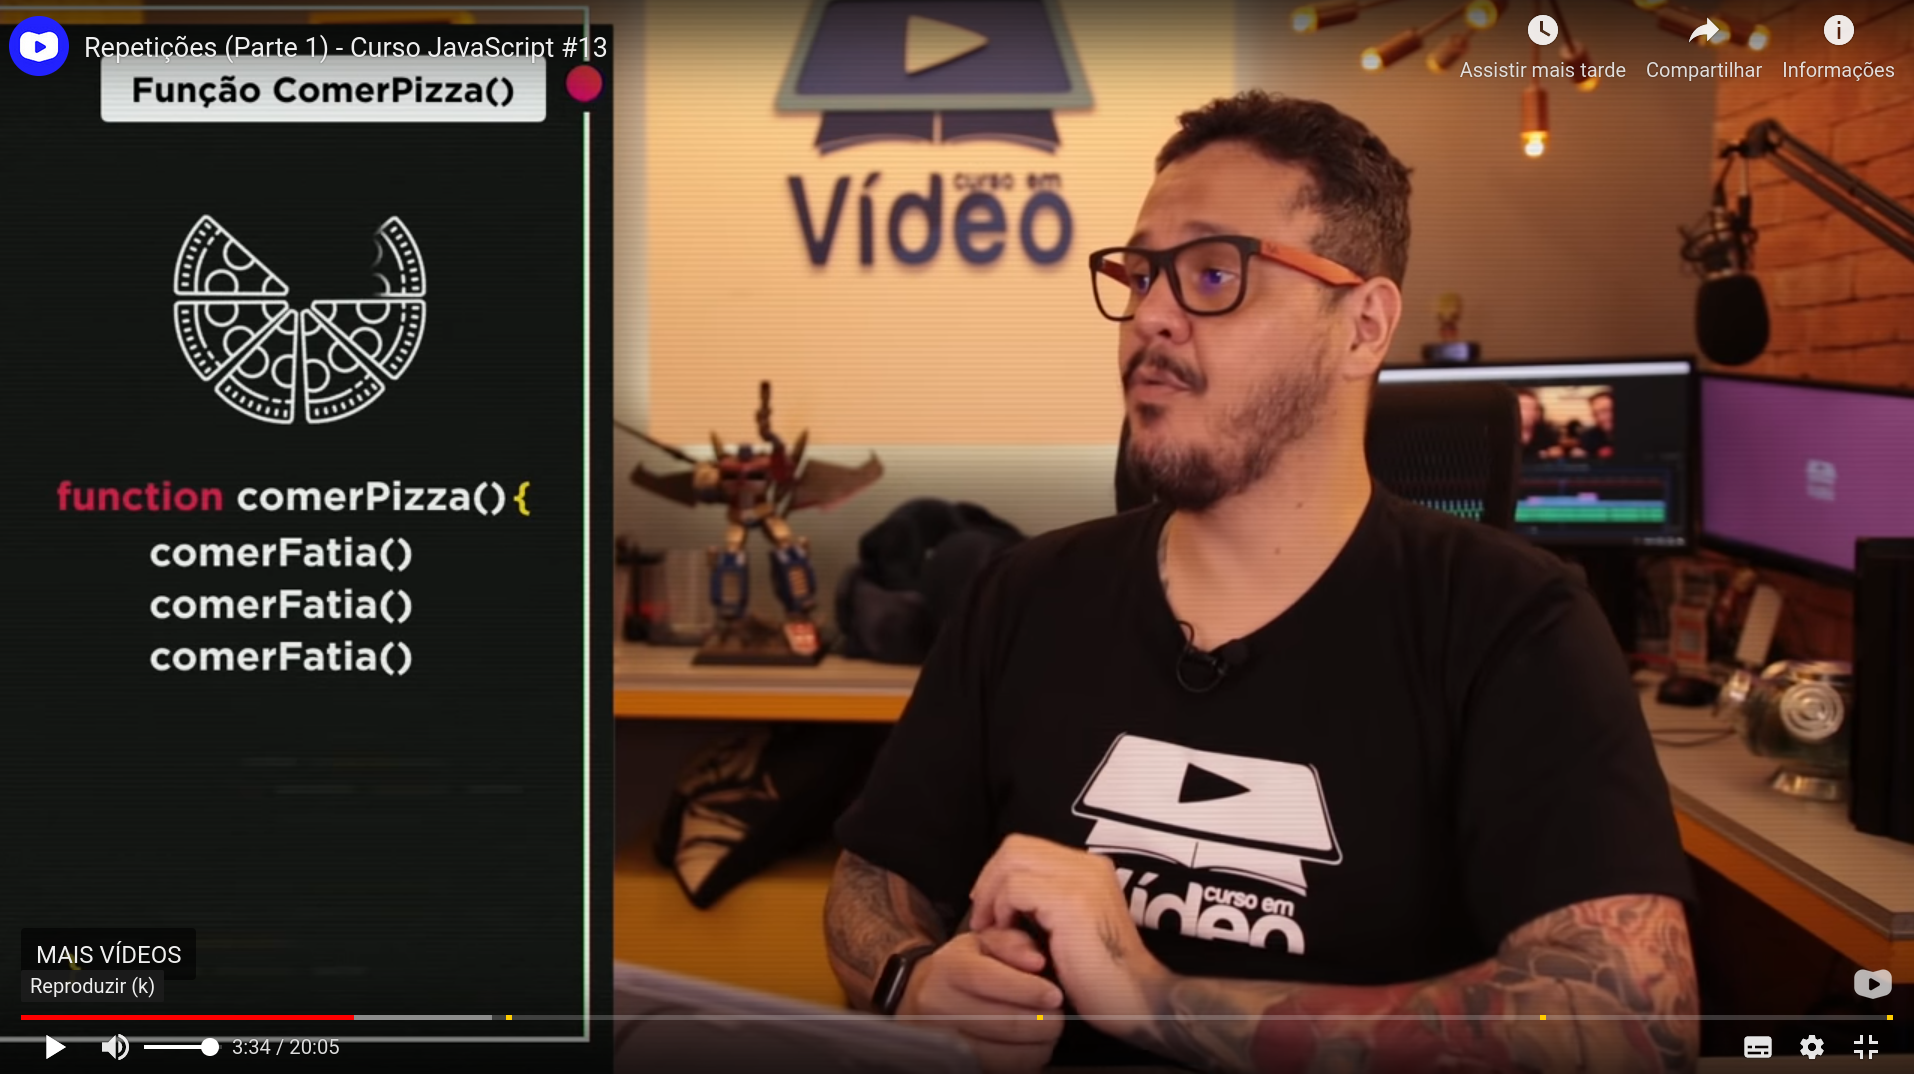 Repetições (Parte 1) - Curso JavaScript #13
Assistir mais tarde
Compartilhar
Informações
Função ComerPizza()
curso em
Vídeo
function comerPizza(){
comerFatia()
comerFatia()
comerFatia()
curso em
Vídeo
MAIS VÍDEOS
Reproduzir (k)
3:34 / 20:05